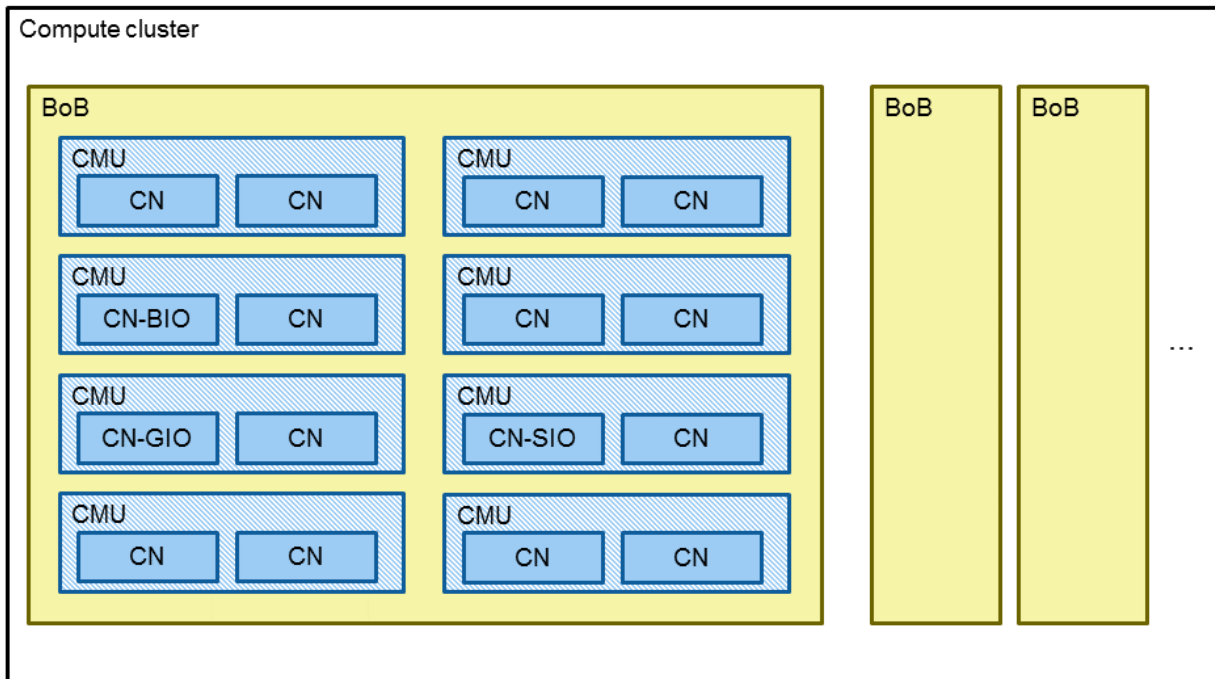 Compute cluster
BoB
CMU
CN
CN
CMU
CN
CN
CMU
CN-BIO
CN
CMU
CN
CN
CMU
CN-GIO
CN
CMU
CN-SIO
CN
CMU
CN
CN
CMU
CN
CN
BoB
BoB
...